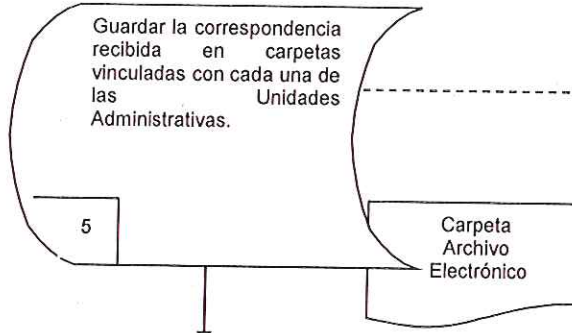 Guardar la correspondencia
recibida en carpetas
vinculadas con cada una de
las Unidades
Administrativas.
5
Carpeta
Archivo
Electrónico